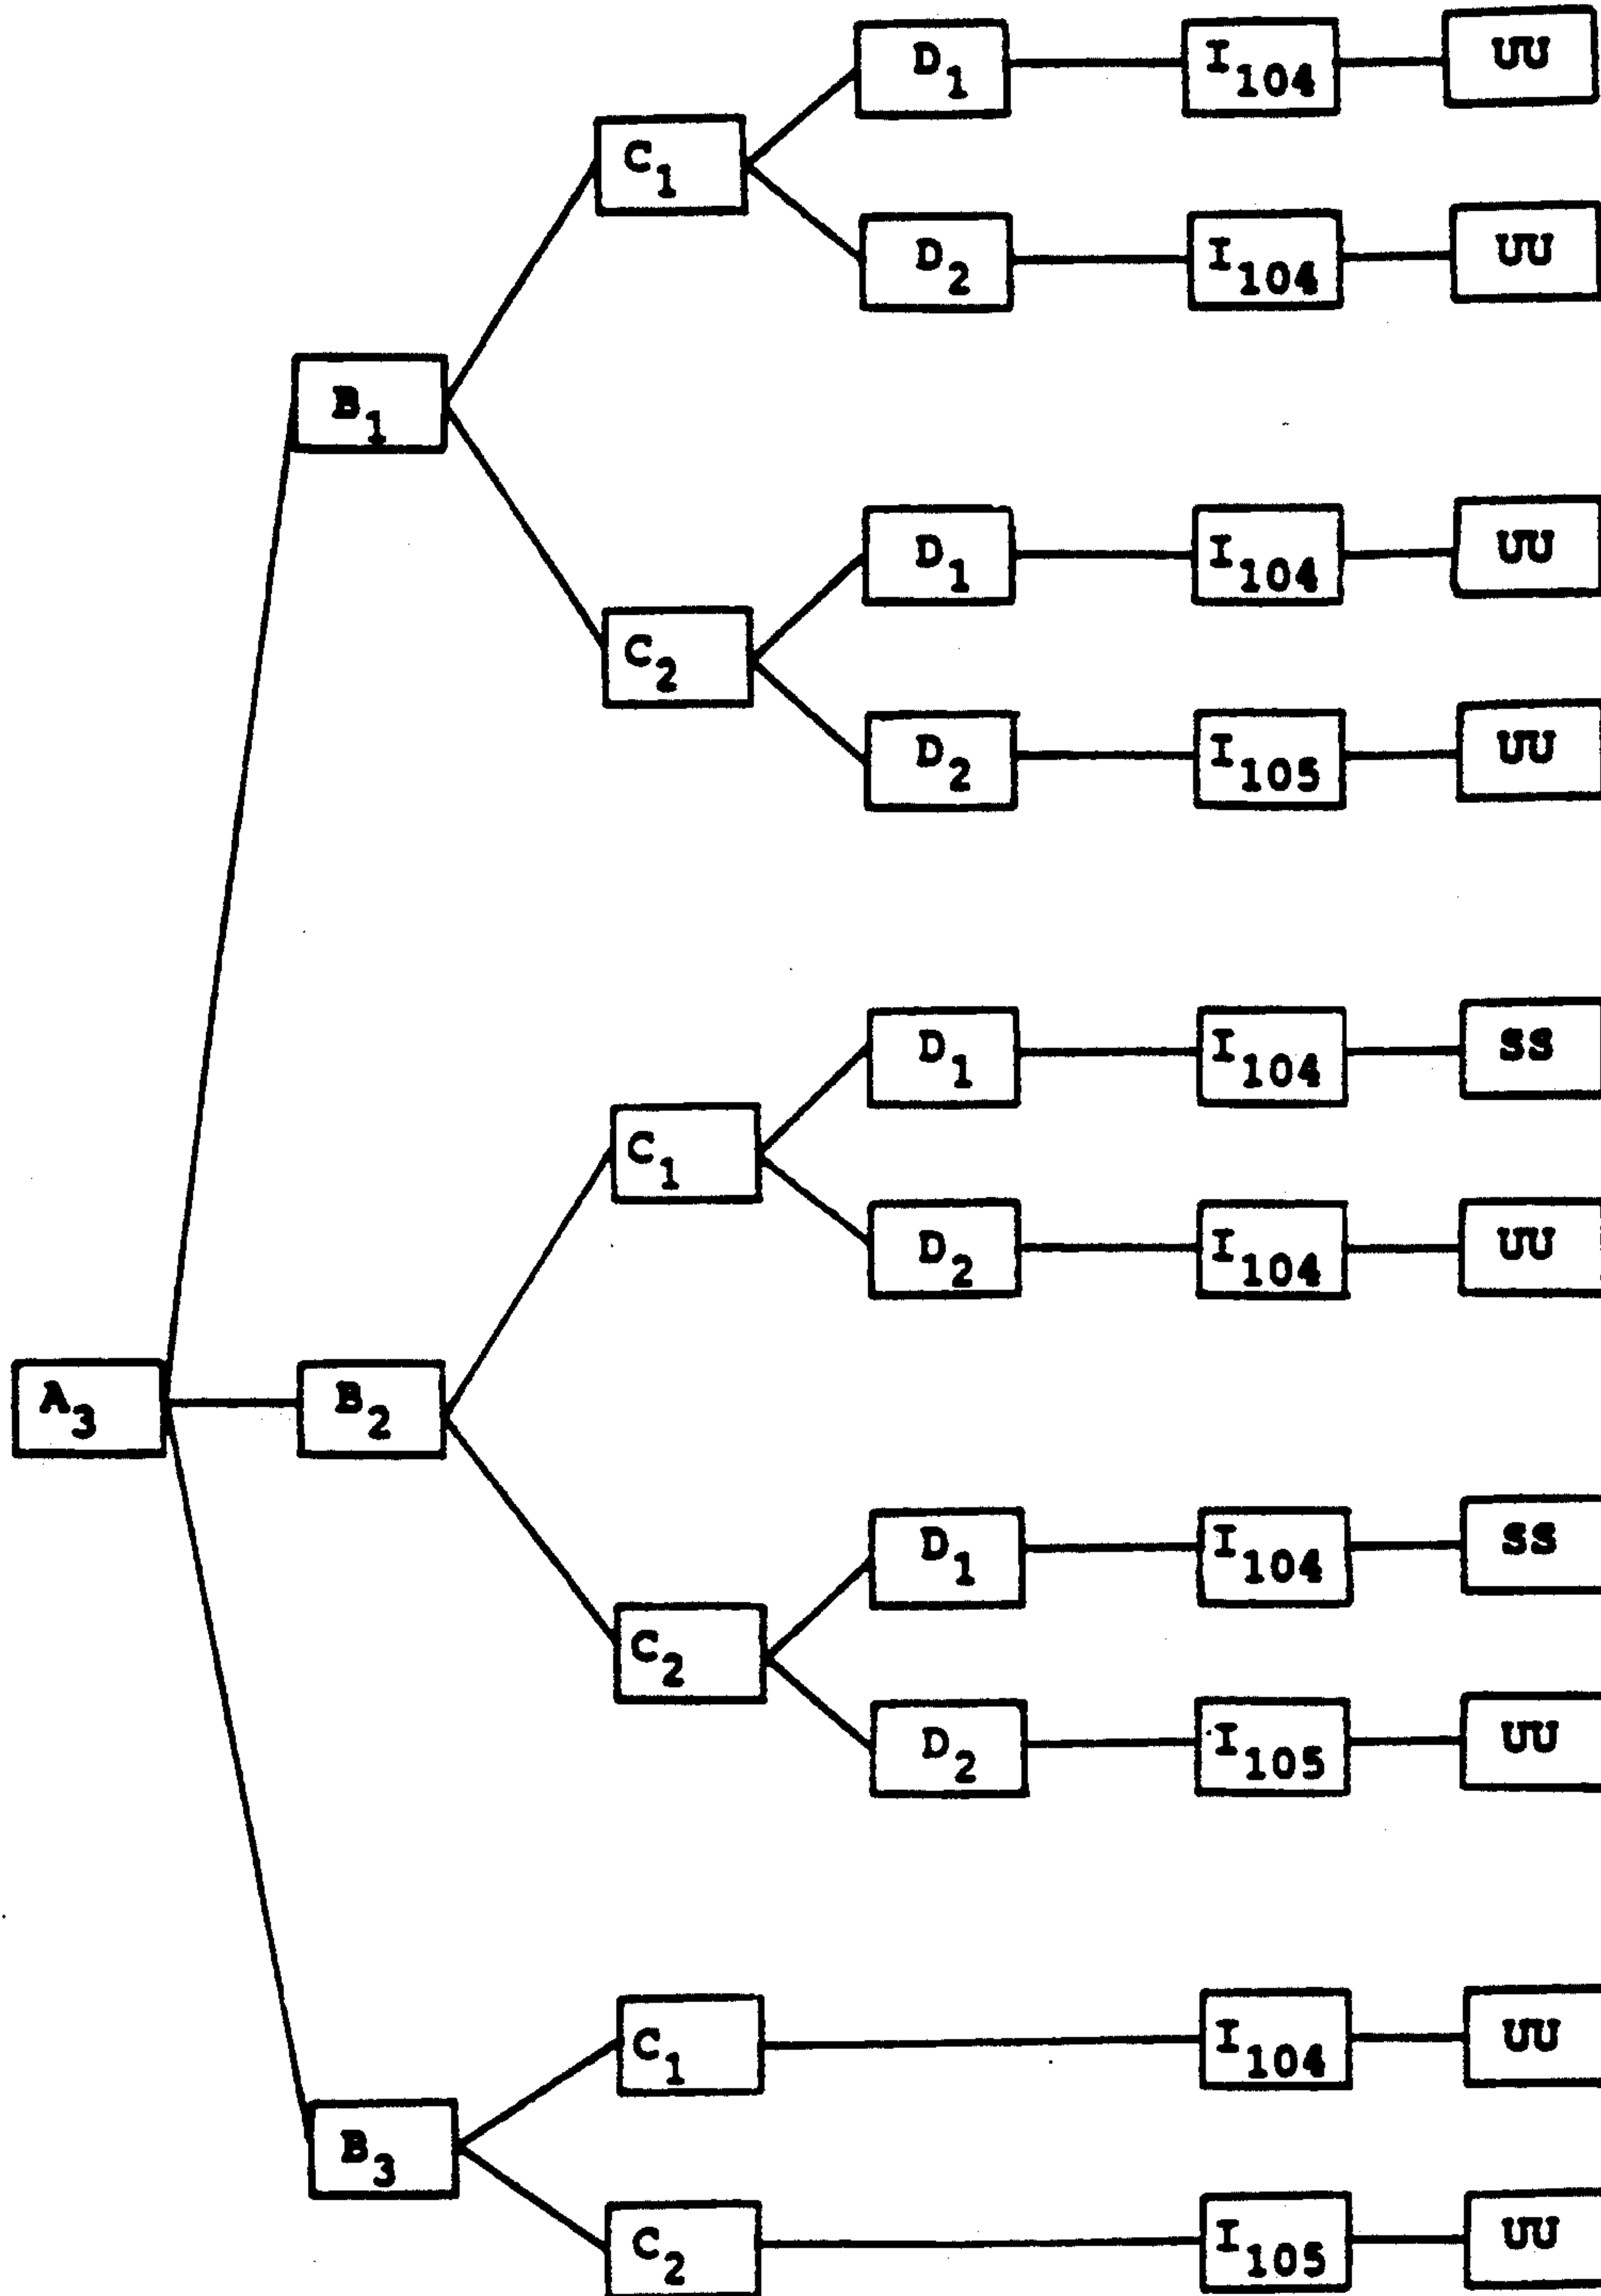 D₁ I₁₀₄ UU
C₁
D₂ I₁₀₄ UU
B₁
D₁ I₁₀₄ UU
C₂
D₂ I₁₀₅ UU
D₁ I₁₀₄ SS
C₁
D₂ I₁₀₄ UU
A₃ B₂
D₁ I₁₀₄ SS
C₂
D₂ I₁₀₅ UU
C₁ I₁₀₄ UU
B₃
C₂ I₁₀₅ UU